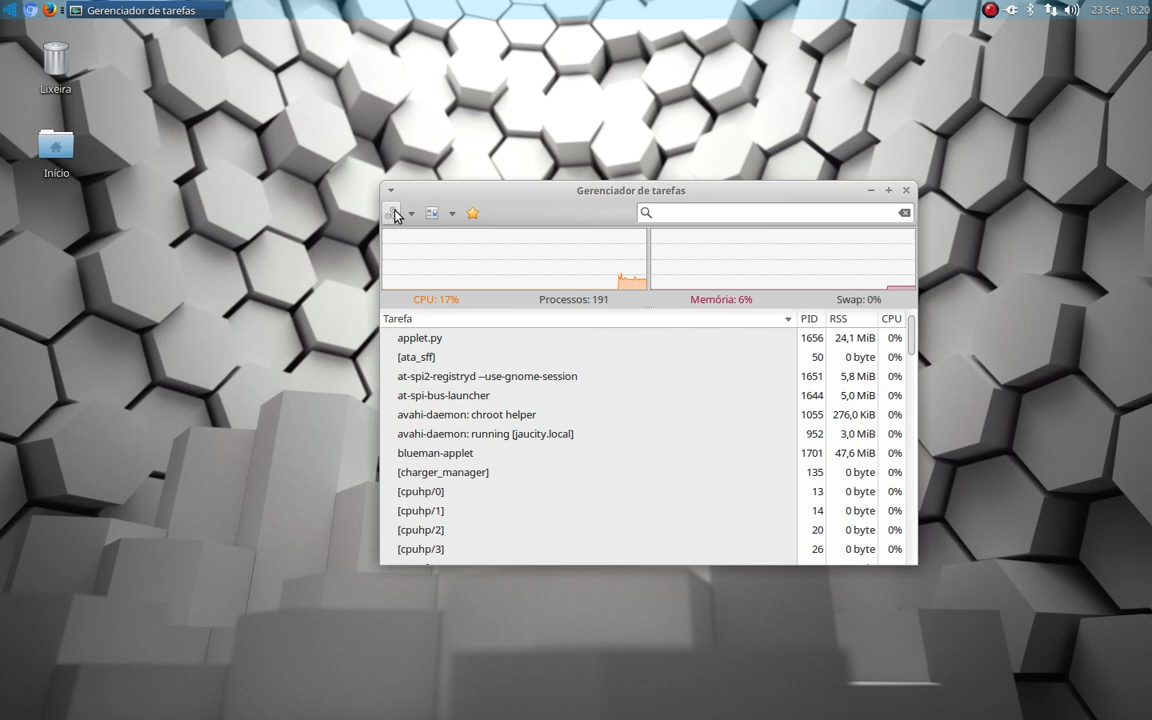 Gerenciador de tarefas
23 Set, 18:20
Lixeira
Início
Gerenciador de tarefas
CPU: 17% Processos: 191 Memória: 6% Swap: 0%
Tarefa PID RSS CPU
applet.py 1656 24,1 MiB 0%
[ata_sff] 50 0 byte 0%
at-spi2-registryd --use-gnome-session 1651 5,8 MiB 0%
at-spi-bus-launcher 1644 5,0 MiB 0%
avahi-daemon: chroot helper 1055 276,0 KiB 0%
avahi-daemon: running [jaucity.local] 952 3,0 MiB 0%
blueman-applet 1701 47,6 MiB 0%
[charger_manager] 135 0 byte 0%
[cpuhp/0] 13 0 byte 0%
[cpuhp/1] 14 0 byte 0%
[cpuhp/2] 20 0 byte 0%
[cpuhp/3] 26 0 byte 0%